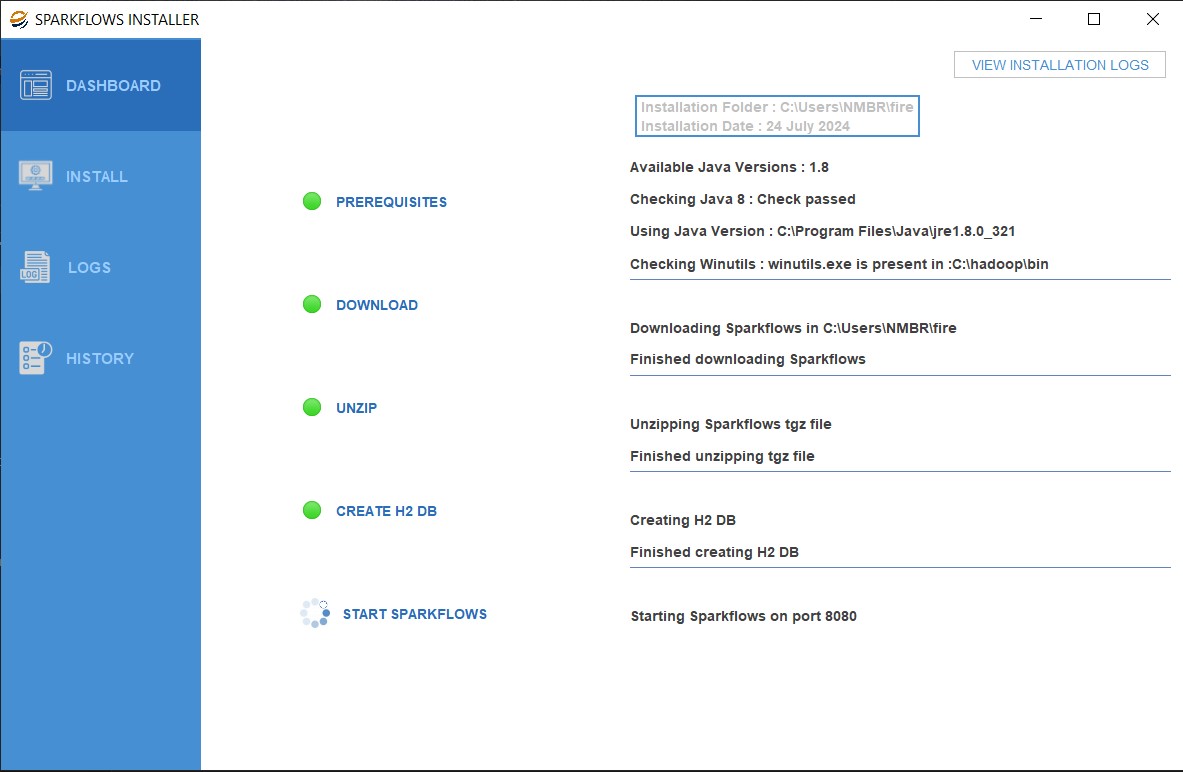 SPARKFLOWS INSTALLER
DASHBOARD
INSTALL
LOG
LOGS
HISTORY
VIEW INSTALLATION LOGS
Installation Folder : C:\Users\NMBR\fire
Installation Date : 24 July 2024
PREREQUISITES
Available Java Versions : 1.8
Checking Java 8 : Check passed
Using Java Version : C:\Program Files\Java\jre1.8.0_321
Checking Winutils : winutils.exe is present in :C:\hadoop\bin
DOWNLOAD
Downloading Sparkflows in C:\Users\NMBR\fire
Finished downloading Sparkflows
UNZIP
Unzipping Sparkflows tgz file
Finished unzipping tgz file
CREATE H2 DB
Creating H2 DB
Finished creating H2 DB
START SPARKFLOWS
Starting Sparkflows on port 8080